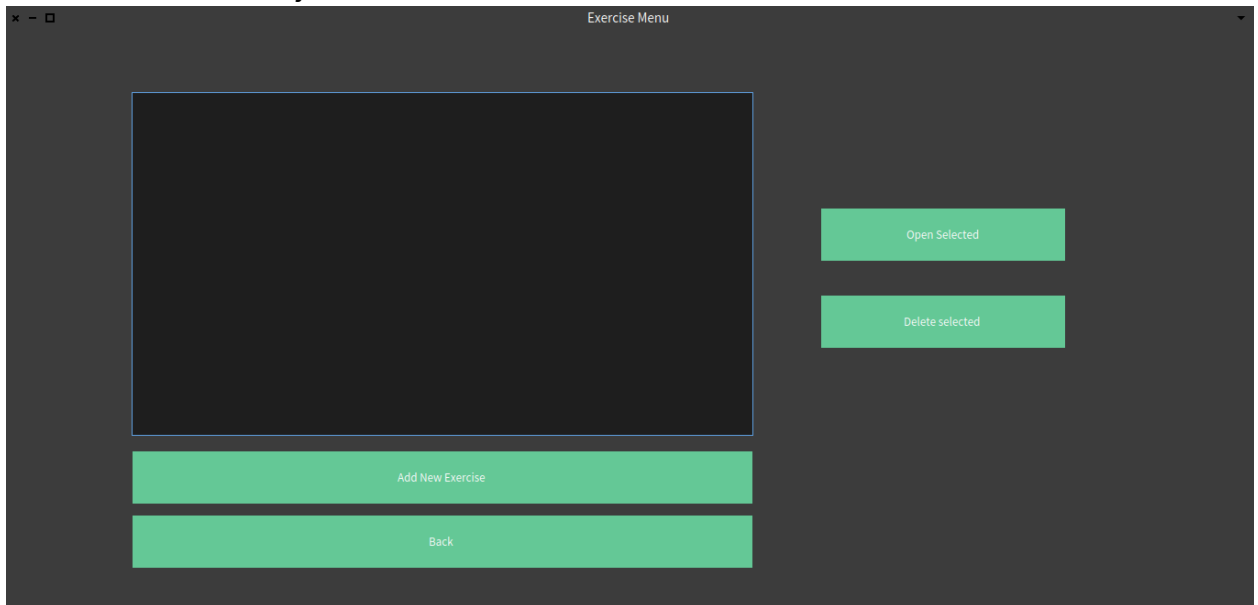 Exercise Menu
Open Selected
Delete selected
Add New Exercise
Back